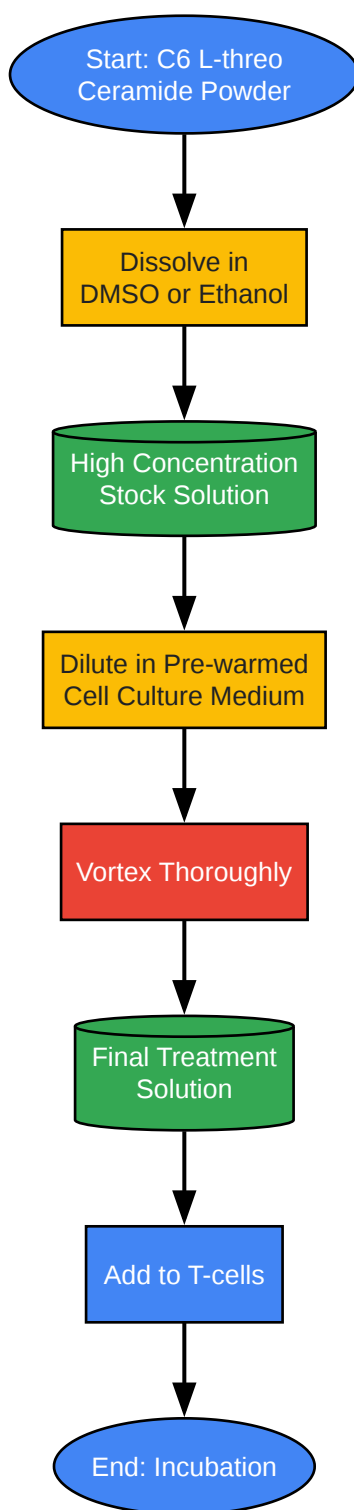 Start: C6 L-threo
Ceramide Powder
Dissolve in
DMSO or Ethanol
High Concentration
Stock Solution
Dilute in Pre-warmed
Cell Culture Medium
Vortex Thoroughly
Final Treatment
Solution
Add to T-cells
End: Incubation